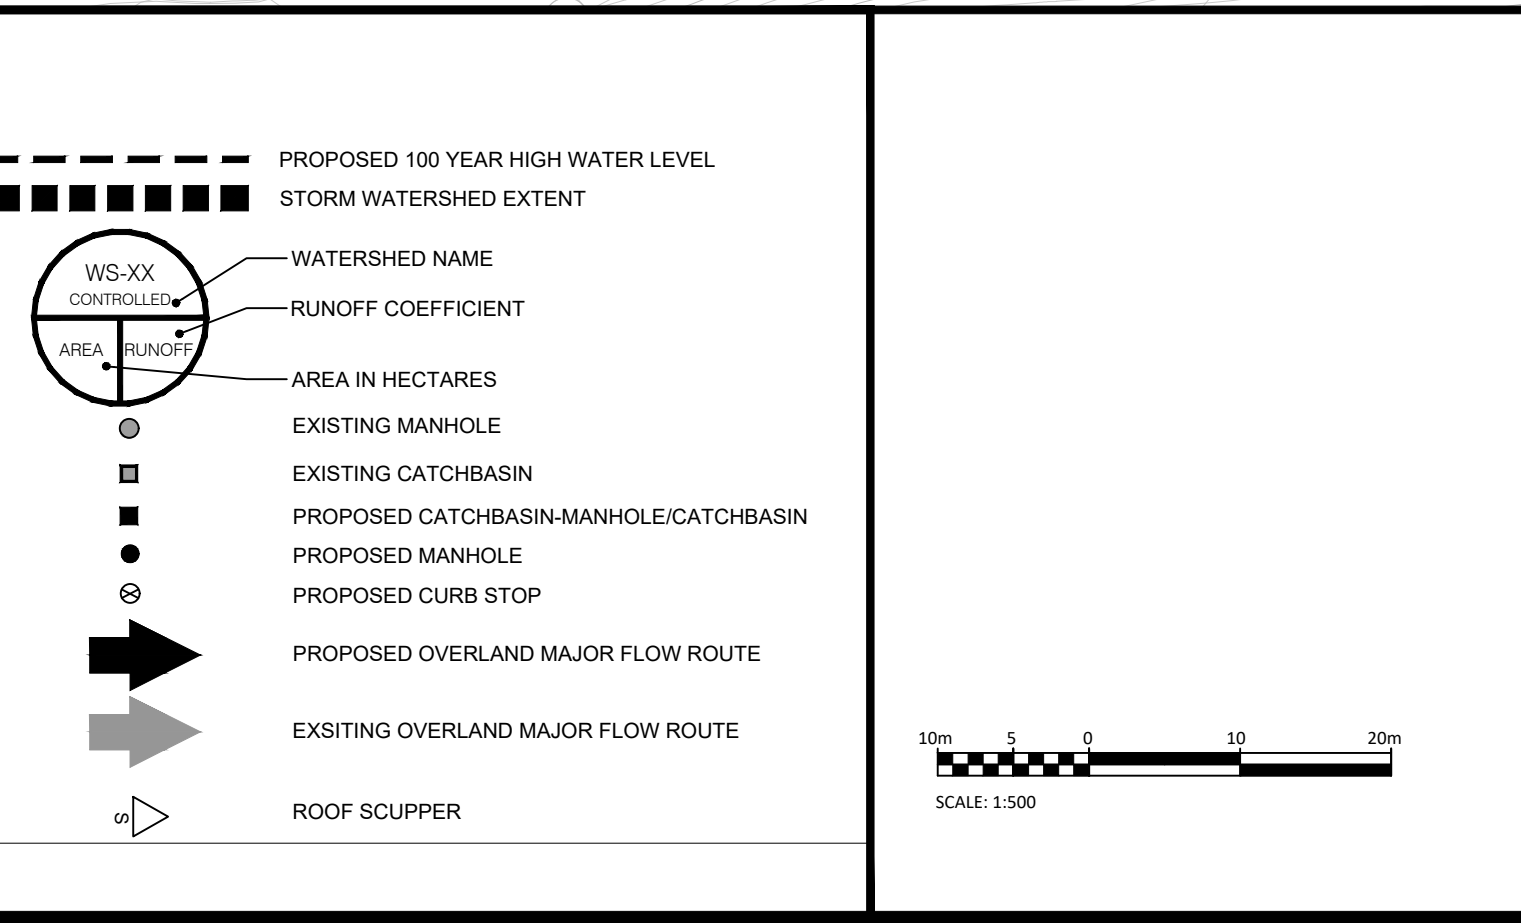 PROPOSED 100 YEAR HIGH WATER LEVEL
STORM WATERSHED EXTENT
WS-XX
CONTROLLED
AREA
RUNOFF
WATERSHED NAME
RUNOFF COEFFICIENT
AREA IN HECTARES
EXISTING MANHOLE
EXISTING CATCHBASIN
PROPOSED CATCHBASIN-MANHOLE/CATCHBASIN
PROPOSED MANHOLE
PROPOSED CURB STOP
PROPOSED OVERLAND MAJOR FLOW ROUTE
EXSITING OVERLAND MAJOR FLOW ROUTE
S
ROOF SCUPPER
10m 5 0 10 20m
SCALE: 1:500